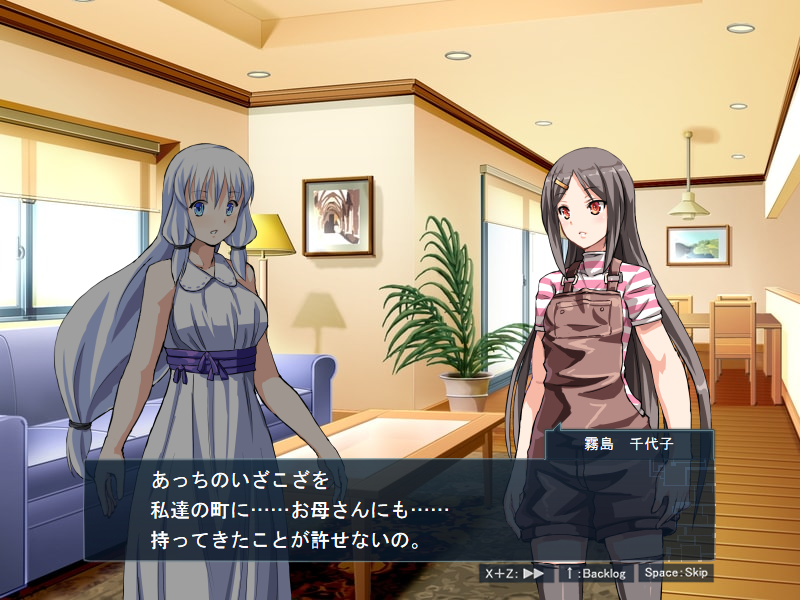 霧島　千代子
あっちのいざこざを
私達の町に……お母さんにも……
持ってきたことが許せないの。
X+Z:▶▶ ↑:Backlog Space:Skip